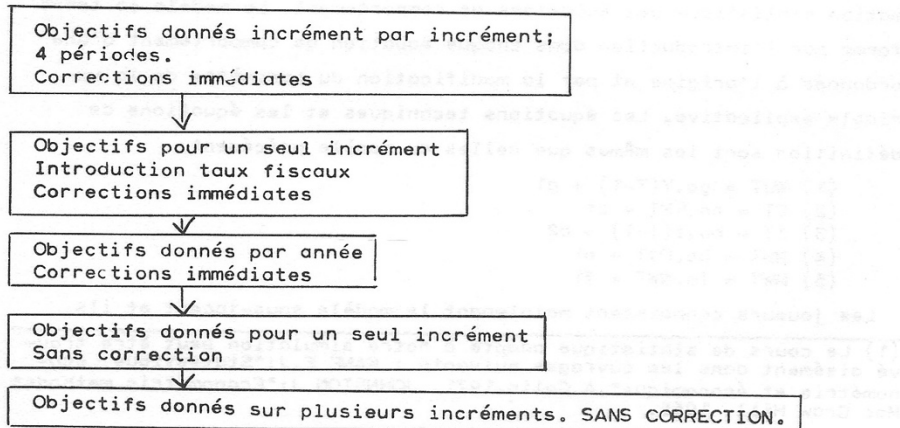 Objectifs donnés incrément par incrément;
4 périodes.
Corrections immédiates
Objectifs pour un seul incrément
Introduction taux fiscaux
Corrections immédiates
Objectifs donnés par année
Corrections immédiates
Objectifs donnés pour un seul incrément
Sans correction
Objectifs donnés sur plusieurs incréments. SANS CORRECTION.